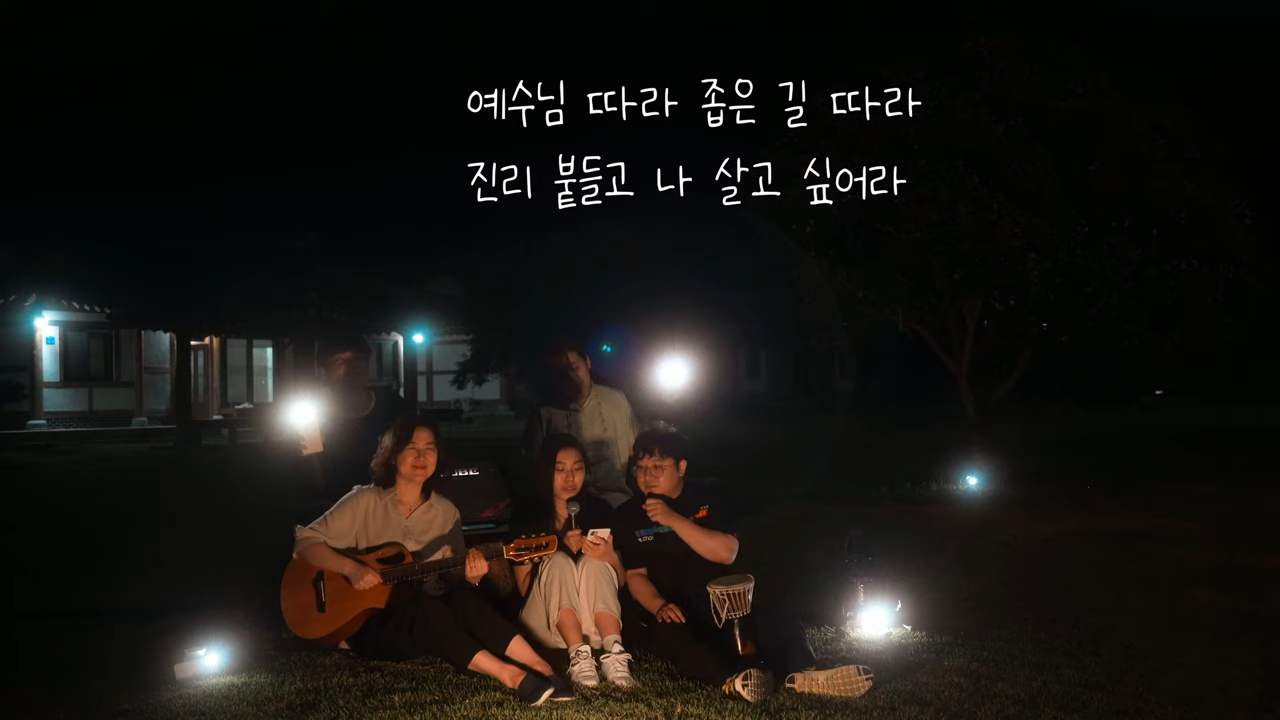 예수님 따라 좁은 길 따라
진리 붙들고 나 살고 싶어라